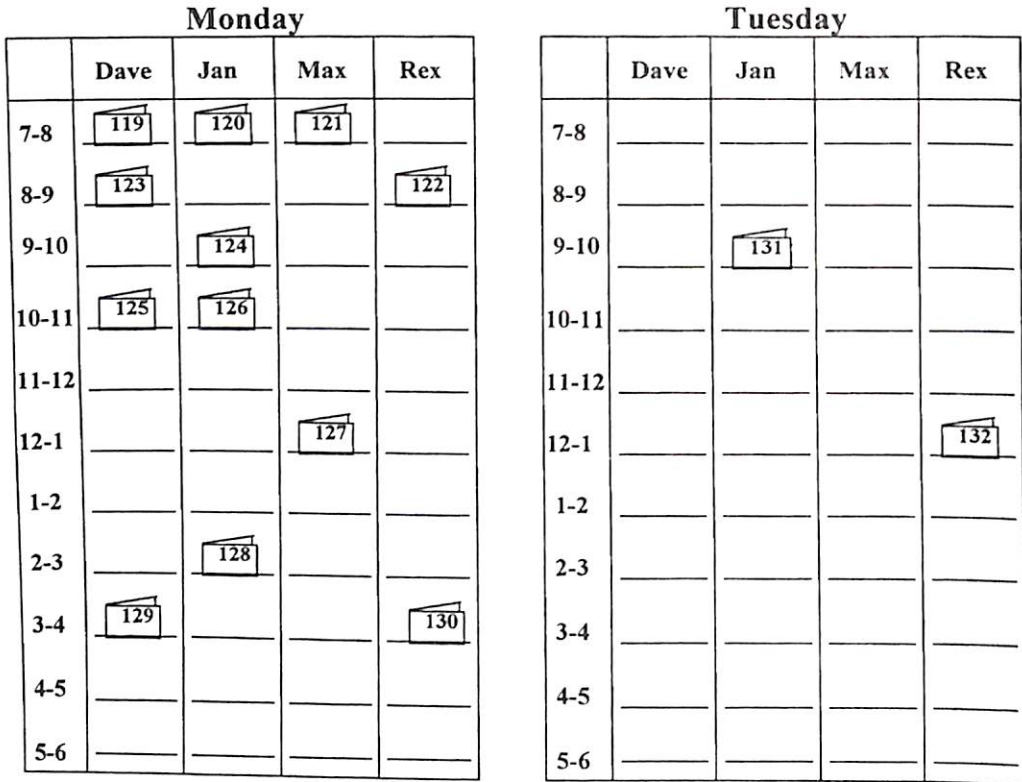 Monday
Dave Jan Max Rex
7-8 119 120 121
8-9 123 122
9-10 124
10-11 125 126
11-12
12-1 127
1-2
2-3 128
3-4 129 130
4-5
5-6
Tuesday
Dave Jan Max Rex
7-8
8-9
9-10 131
10-11
11-12
12-1 132
1-2
2-3
3-4
4-5
5-6